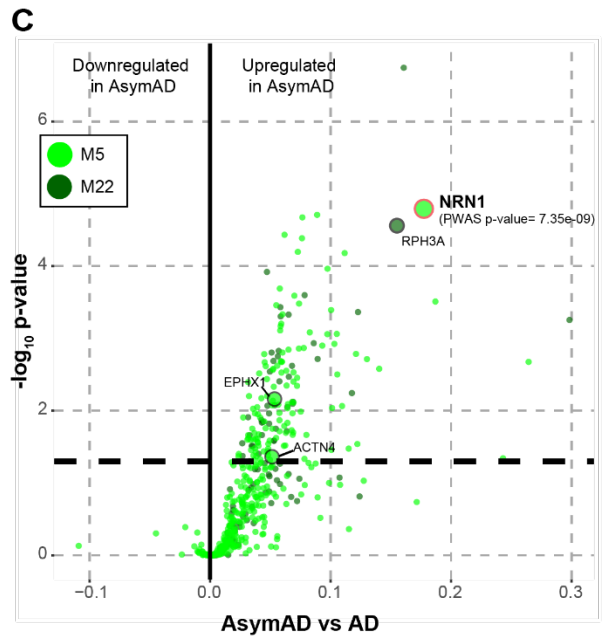 C
Downregulated
in AsymAD
Upregulated
in AsymAD
M5
M22
NRN1
(PWAS p-value= 7.35e-09)
RPH3A
EPHX1
ACTN4
-log10 p-value
6
4
2
0
−0.1
0.0
0.1
0.2
0.3
AsymAD vs AD